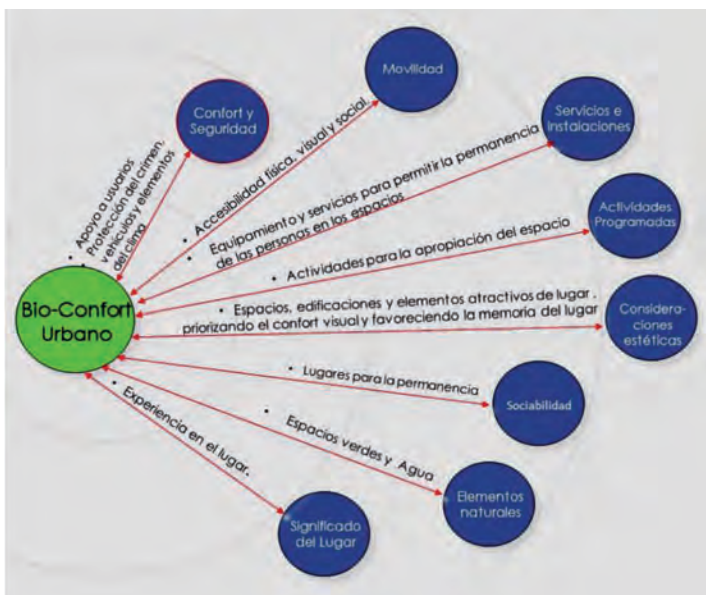 Movilidad
Confort y
Seguridad
Servicios e
Instalaciones
Actividades
Programadas
Considera-
ciones
estéticas
Sociabilidad
Elementos
naturales
Significado
del Lugar
Bio-Confort
Urbano
• Apoyo a usuarios
• Protección del crimen,
vehículos y elementos
del clima
• Accesibilidad física, visual y social.
• Equipamiento y servicios para permitir la permanencia
de las personas en los espacios
• Actividades para la apropiación del espacio
• Espacios, edificaciones y elementos atractivos de lugar ,
priorizando el confort visual y favoreciendo la memoria del lugar
• Lugares para la permanencia
• Espacios verdes y Agua
• Experiencia en el lugar.